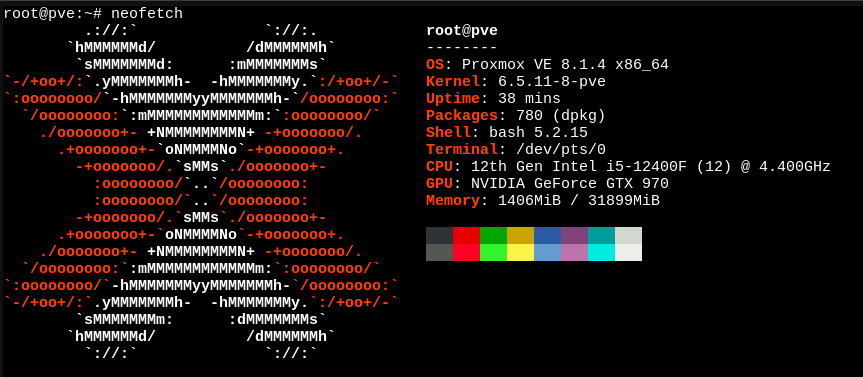 root@pve:~# neofetch
.://:` `://:. root@pve
`hMMMMMMd/ /dMMMMMMh` --------
`sMMMMMMMd: :mMMMMMMMs` OS: Proxmox VE 8.1.4 x86_64
`-/+oo+/:`.yMMMMMMMh- -hMMMMMMMy.`:/+oo+/-` Kernel: 6.5.11-8-pve
`:oooooooo/`-hMMMMMMMyyMMMMMMMh-`/oooooooo:` Uptime: 38 mins
`/oooooooo:`:mMMMMMMMMMMMMm:`:oooooooo/` Packages: 780 (dpkg)
./ooooooo+- +NMMMMMMMMN+ -+ooooooo/. Shell: bash 5.2.15
.+ooooooo+-`oNMMMMNo`-+ooooooo+. Terminal: /dev/pts/0
-+ooooooo/.`sMMs`./ooooooo+- CPU: 12th Gen Intel i5-12400F (12) @ 4.400GHz
:oooooooo/`..`/oooooooo: GPU: NVIDIA GeForce GTX 970
:oooooooo/`..`/oooooooo: Memory: 1406MiB / 31899MiB
-+ooooooo/.`sMMs`./ooooooo+-
.+ooooooo+-`oNMMMMNo`-+ooooooo+.
./ooooooo+- +NMMMMMMMMN+ -+ooooooo/.
`/oooooooo:`:mMMMMMMMMMMMMm:`:oooooooo/`
`:oooooooo/`-hMMMMMMMyyMMMMMMMh-`/oooooooo:`
`-/+oo+/:`.yMMMMMMMh- -hMMMMMMMy.`:/+oo+/-`
`sMMMMMMMm: :dMMMMMMMs`
`hMMMMMMd/ /dMMMMMMh`
`://:` `://:`